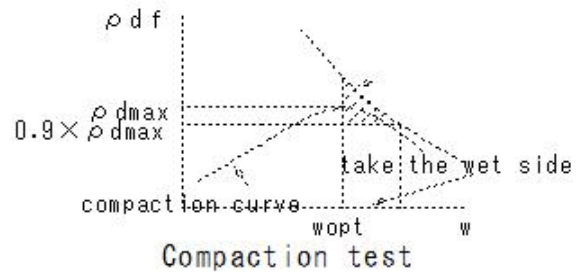 ρdf
ρdmax
0.9×ρdmax
take the wet side
compaction curve
wopt
w
Compaction test